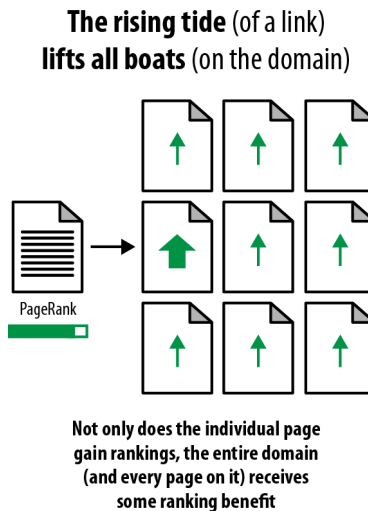 The rising tide (of a link)
lifts all boats (on the domain)
PageRank
Not only does the individual page
gain rankings, the entire domain
(and every page on it) receives
some ranking benefit